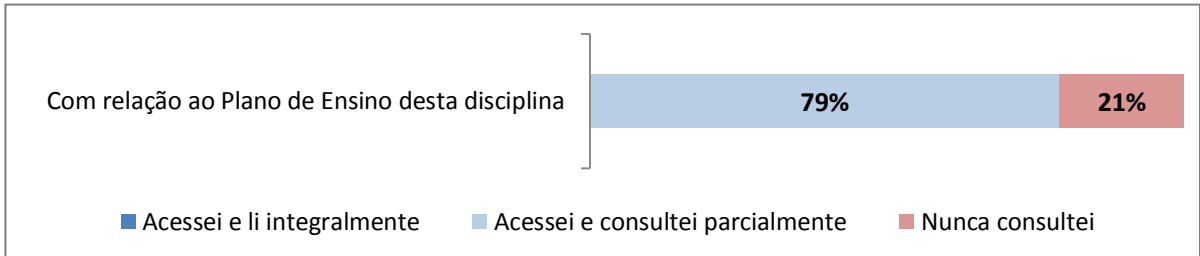 Com relação ao Plano de Ensino desta disciplina
79%
21%
Acessei e li integralmente
Acessei e consultei parcialmente
Nunca consultei